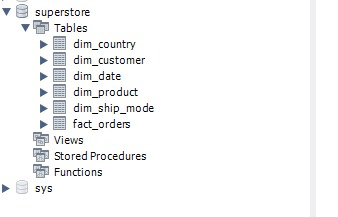 superstore
Tables
dim_country
dim_customer
dim_date
dim_product
dim_ship_mode
fact_orders
Views
Stored Procedures
Functions
sys